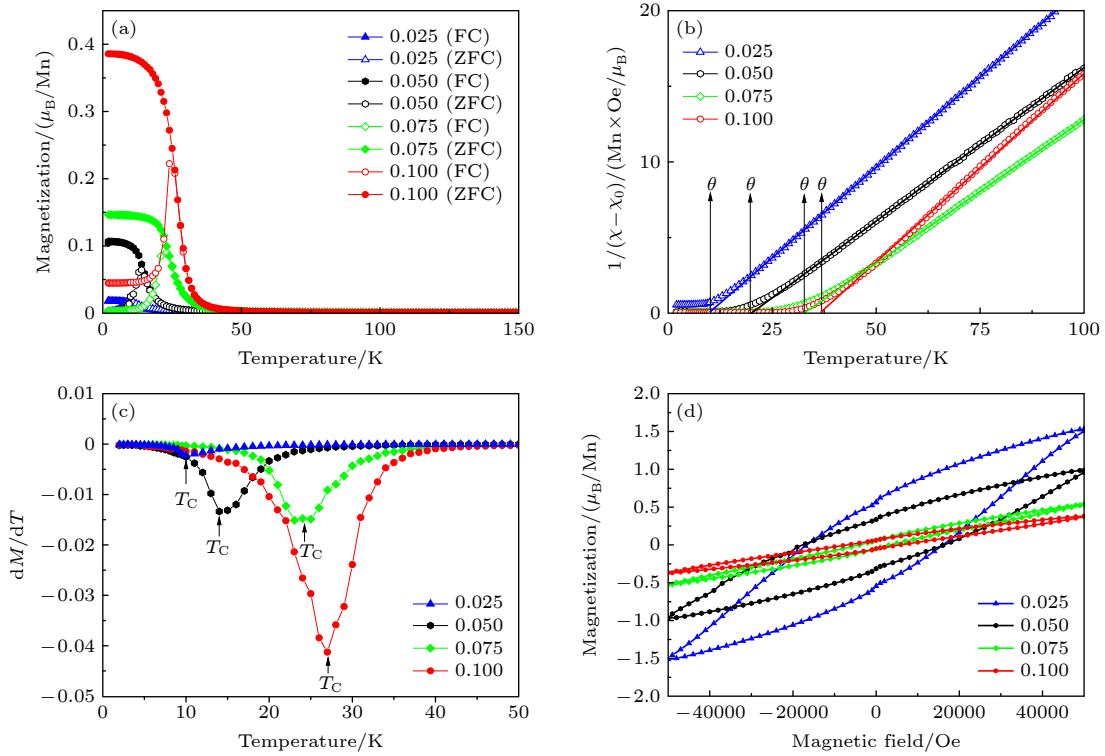 (a)
0.4
0.3
0.2
0.1
0
0
50
100
150
Magnetization/(μB/Mn)
Temperature/K
0.025 (FC)
0.025 (ZFC)
0.050 (FC)
0.050 (ZFC)
0.075 (FC)
0.075 (ZFC)
0.100 (FC)
0.100 (ZFC)
(b)
20
10
0
0
25
50
75
100
1/(χ−χ0)/(Mn×Oe/μB)
Temperature/K
0.025
0.050
0.075
0.100
θ
θ
θ
θ
(c)
0.01
0
−0.01
−0.02
−0.03
−0.04
−0.05
0
10
20
30
40
50
dM/dT
Temperature/K
TC
TC
TC
TC
0.025
0.050
0.075
0.100
(d)
2.0
1.5
1.0
0.5
0
−0.5
−1.0
−1.5
−2.0
−40000
−20000
0
20000
40000
Magnetization/(μB/Mn)
Magnetic field/Oe
0.025
0.050
0.075
0.100